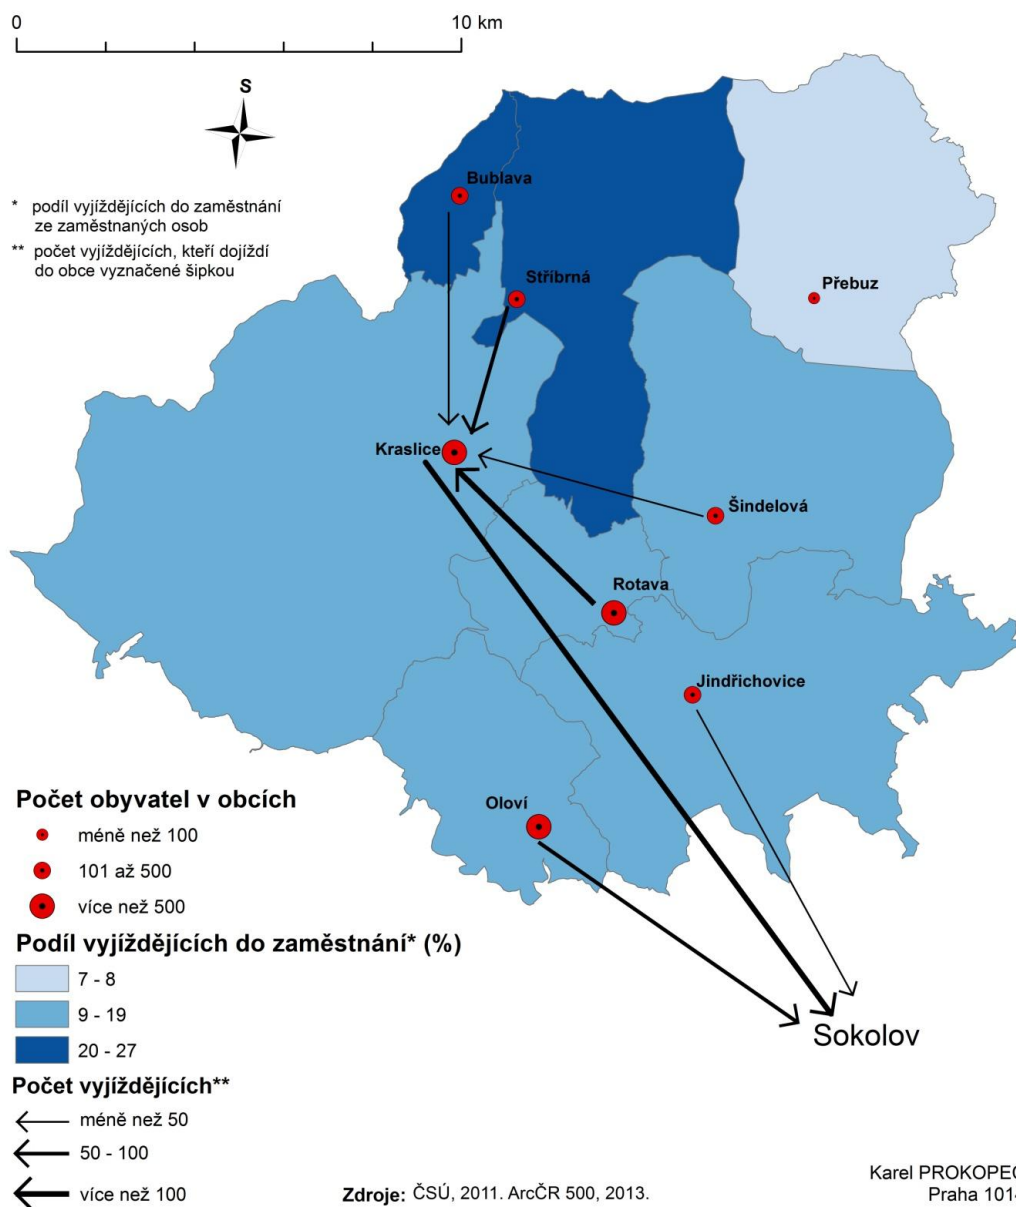 0
10 km
S
* podíl vyjíždějících do zaměstnání
ze zaměstnaných osob
** počet vyjíždějících, kteří dojíždí
do obce vyznačené šipkou
Bublava
Stříbrná
Přebuz
Kraslice
Šindelová
Rotava
Jindřichovice
Oloví
Sokolov
Počet obyvatel v obcích
méně než 100
101 až 500
více než 500
Podíl vyjíždějících do zaměstnání* (%)
7 - 8
9 - 19
20 - 27
Počet vyjíždějících**
méně než 50
50 - 100
více než 100
Zdroje: ČSÚ, 2011. ArcČR 500, 2013.
Karel PROKOPEC
Praha 1014